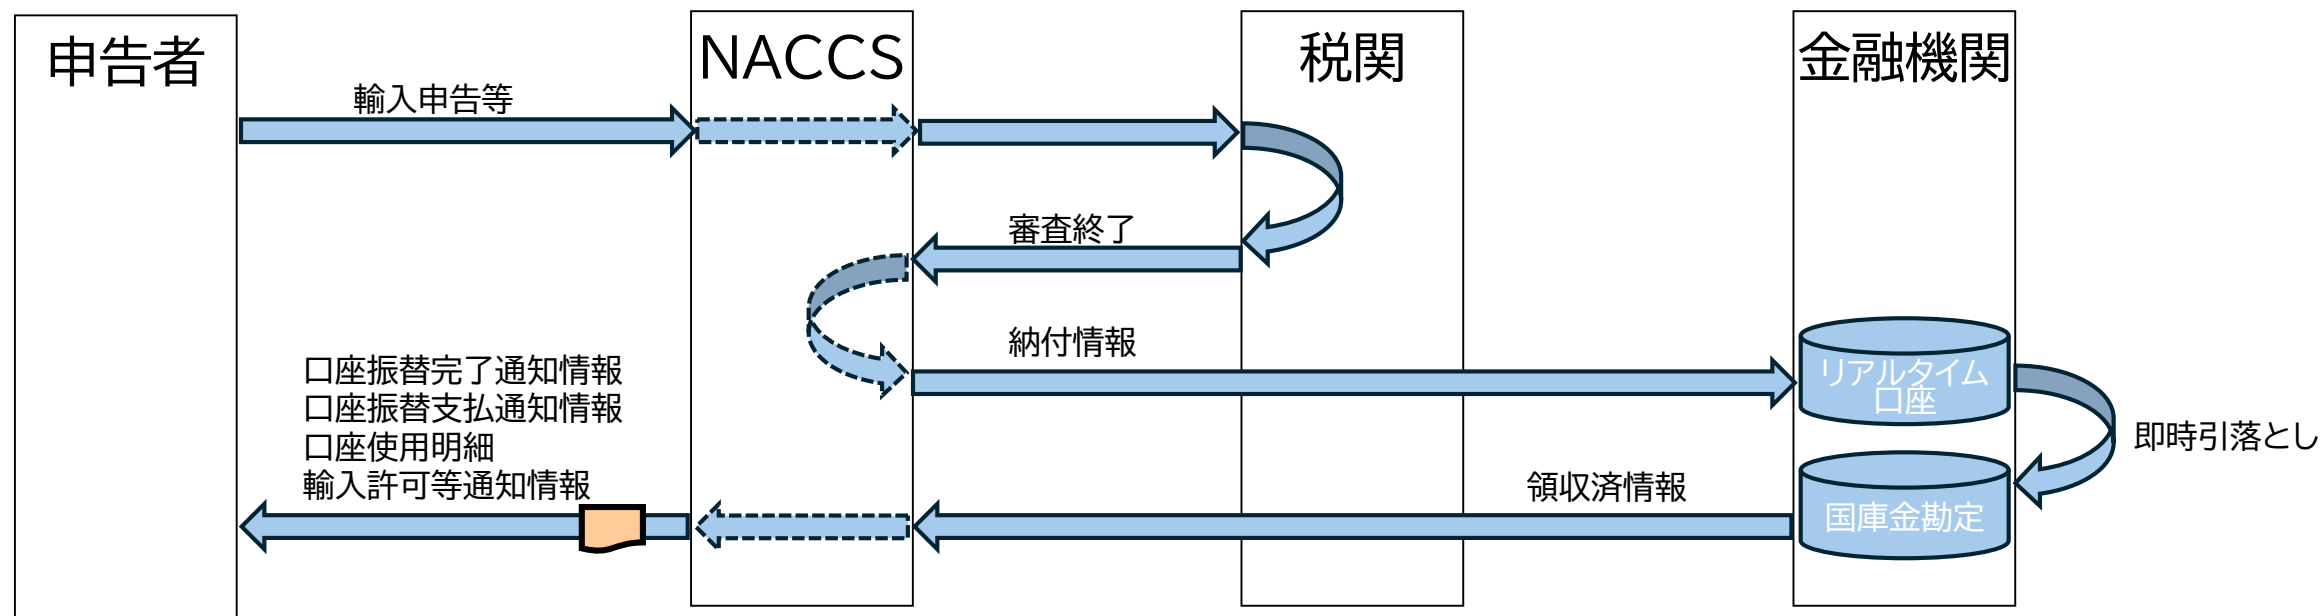 申告者
NACCS
税関
金融機関
輸入申告等
審査終了
納付情報
口座振替完了通知情報
口座振替支払通知情報
口座使用明細
輸入許可等通知情報
リアルタイム
口座
即時引落とし
領収済情報
国庫金勘定